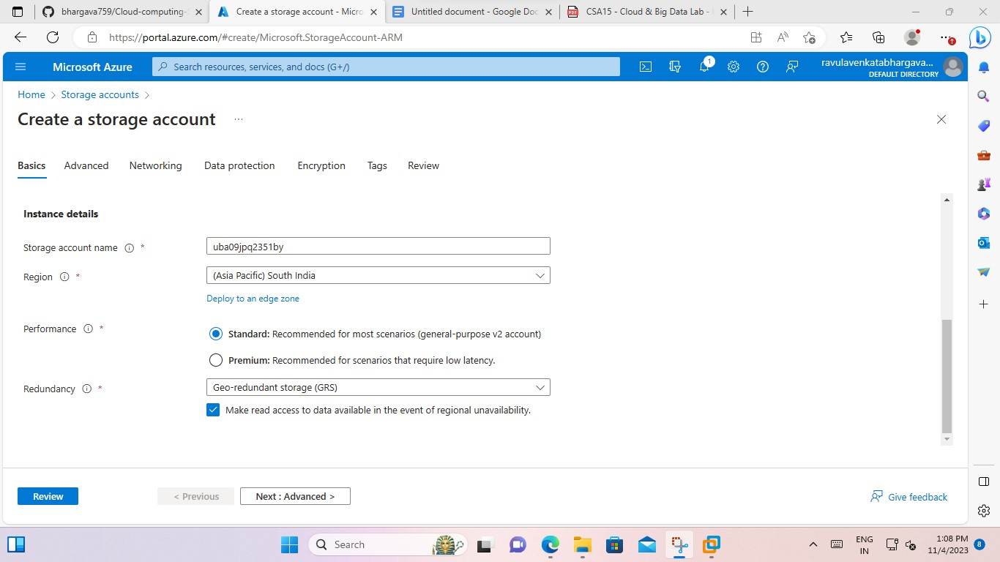 bhargava759/Cloud-computing-
Create a storage account - Micro
Untitled document - Google Doc
CSA15 - Cloud & Big Data Lab -
https://portal.azure.com/#create/Microsoft.StorageAccount-ARM
Microsoft Azure
Search resources, services, and docs (G+/)
1
ravulavenkatabhargava...
DEFAULT DIRECTORY
Home > Storage accounts >
Create a storage account ...
Basics Advanced Networking Data protection Encryption Tags Review
Instance details
Storage account name *
uba09jpq2351by
Region *
(Asia Pacific) South India
Deploy to an edge zone
Performance *
Standard: Recommended for most scenarios (general-purpose v2 account)
Premium: Recommended for scenarios that require low latency.
Redundancy *
Geo-redundant storage (GRS)
Make read access to data available in the event of regional unavailability.
Review
< Previous
Next : Advanced >
Give feedback
Search
ENG
IN
1:08 PM
11/4/2023
8